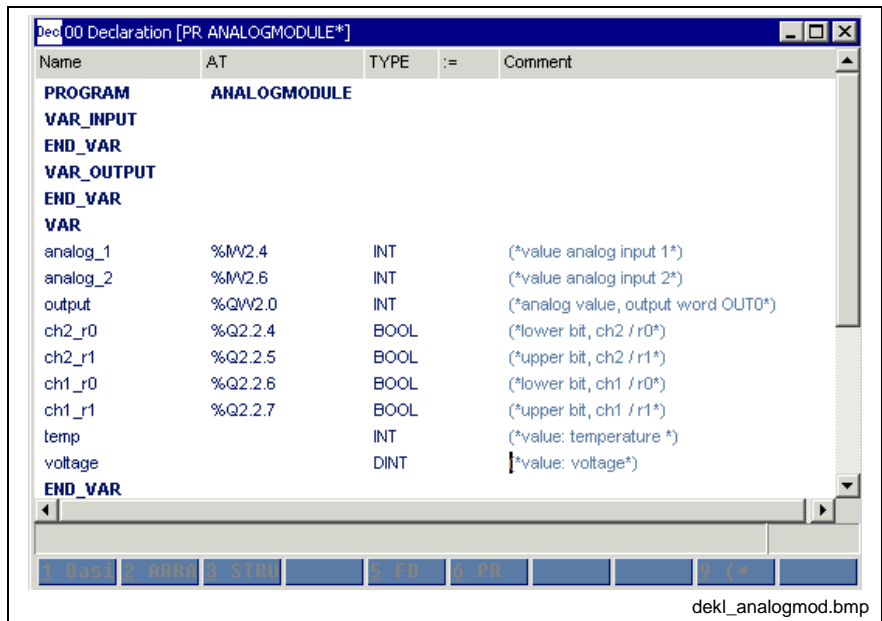 Decl 00 Declaration [PR ANALOGMODULE*]
Name AT TYPE := Comment
PROGRAM ANALOGMODULE
VAR_INPUT
END_VAR
VAR_OUTPUT
END_VAR
VAR
analog_1 %IW2.4 INT (*value analog input 1*)
analog_2 %IW2.6 INT (*value analog input 2*)
output %QW2.0 INT (*analog value, output word OUT0*)
ch2_r0 %Q2.2.4 BOOL (*lower bit, ch2 / r0*)
ch2_r1 %Q2.2.5 BOOL (*upper bit, ch2 / r1*)
ch1_r0 %Q2.2.6 BOOL (*lower bit, ch1 / r0*)
ch1_r1 %Q2.2.7 BOOL (*upper bit, ch1 / r1*)
temp INT (*value: temperature *)
voltage DINT (*value: voltage*)
END_VAR
1 Basi 2 ARRA 3 STRU 5 FB 6 PR 9 (*
dekl_analogmod.bmp